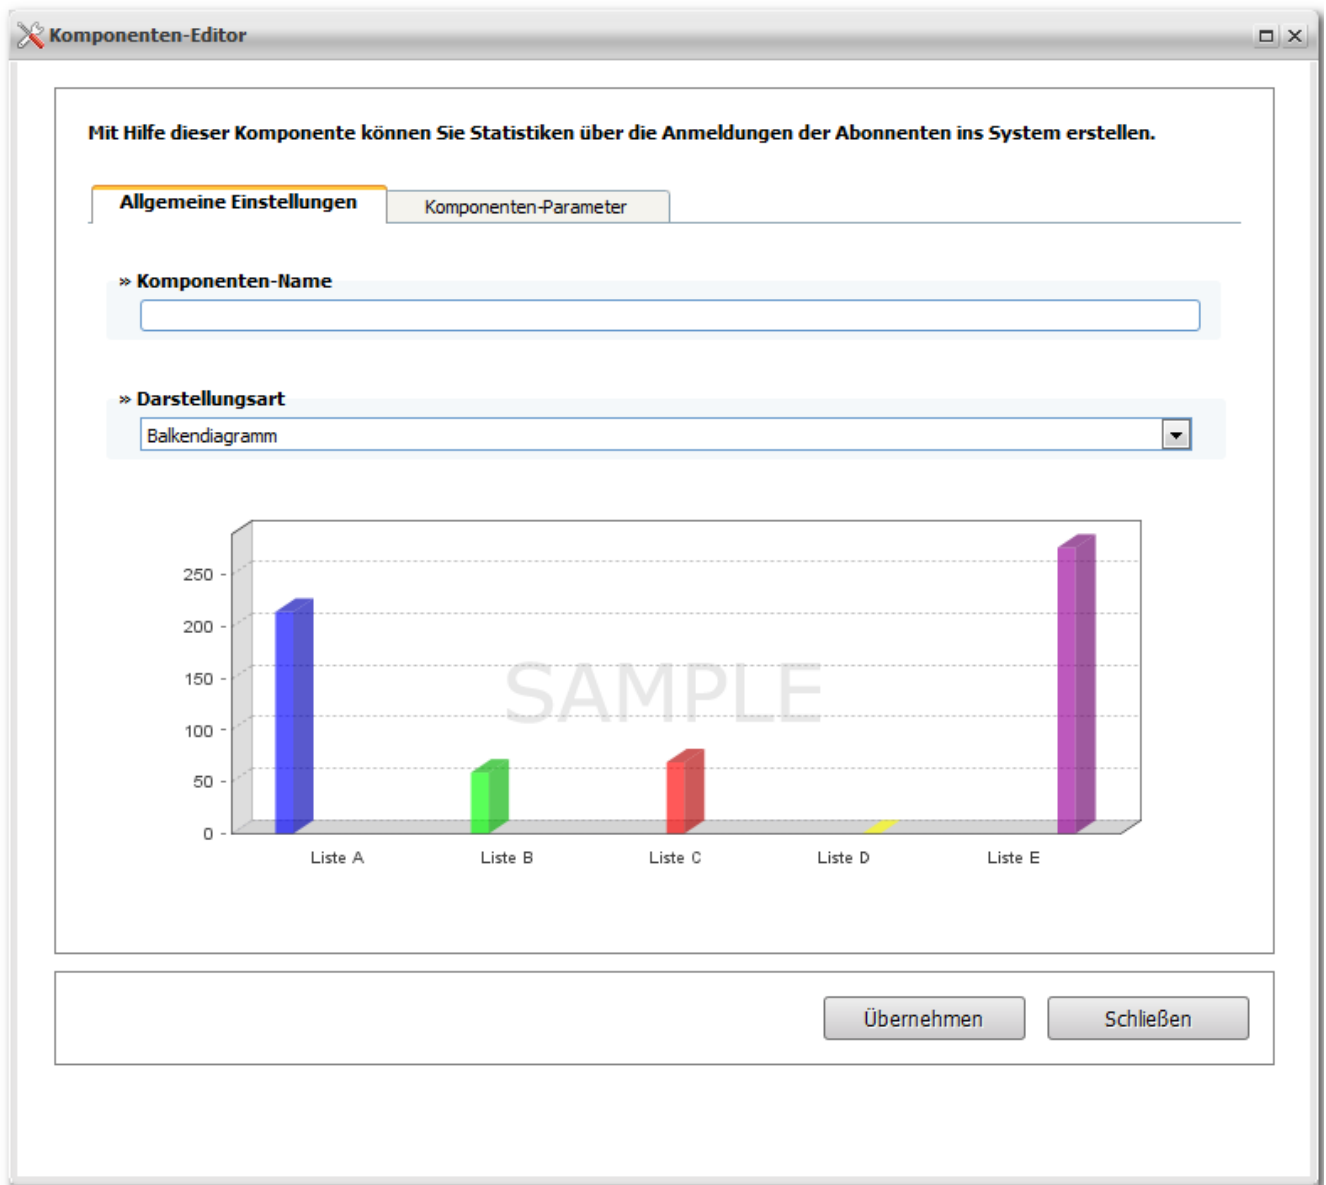 Komponenten-Editor
Mit Hilfe dieser Komponente können Sie Statistiken über die Anmeldungen der Abonnenten ins System erstellen.
Allgemeine Einstellungen
Komponenten-Parameter
» Komponenten-Name
» Darstellungsart
Balkendiagramm
250
200
150
100
50
0
SAMPLE
Liste A
Liste B
Liste C
Liste D
Liste E
Übernehmen
Schließen